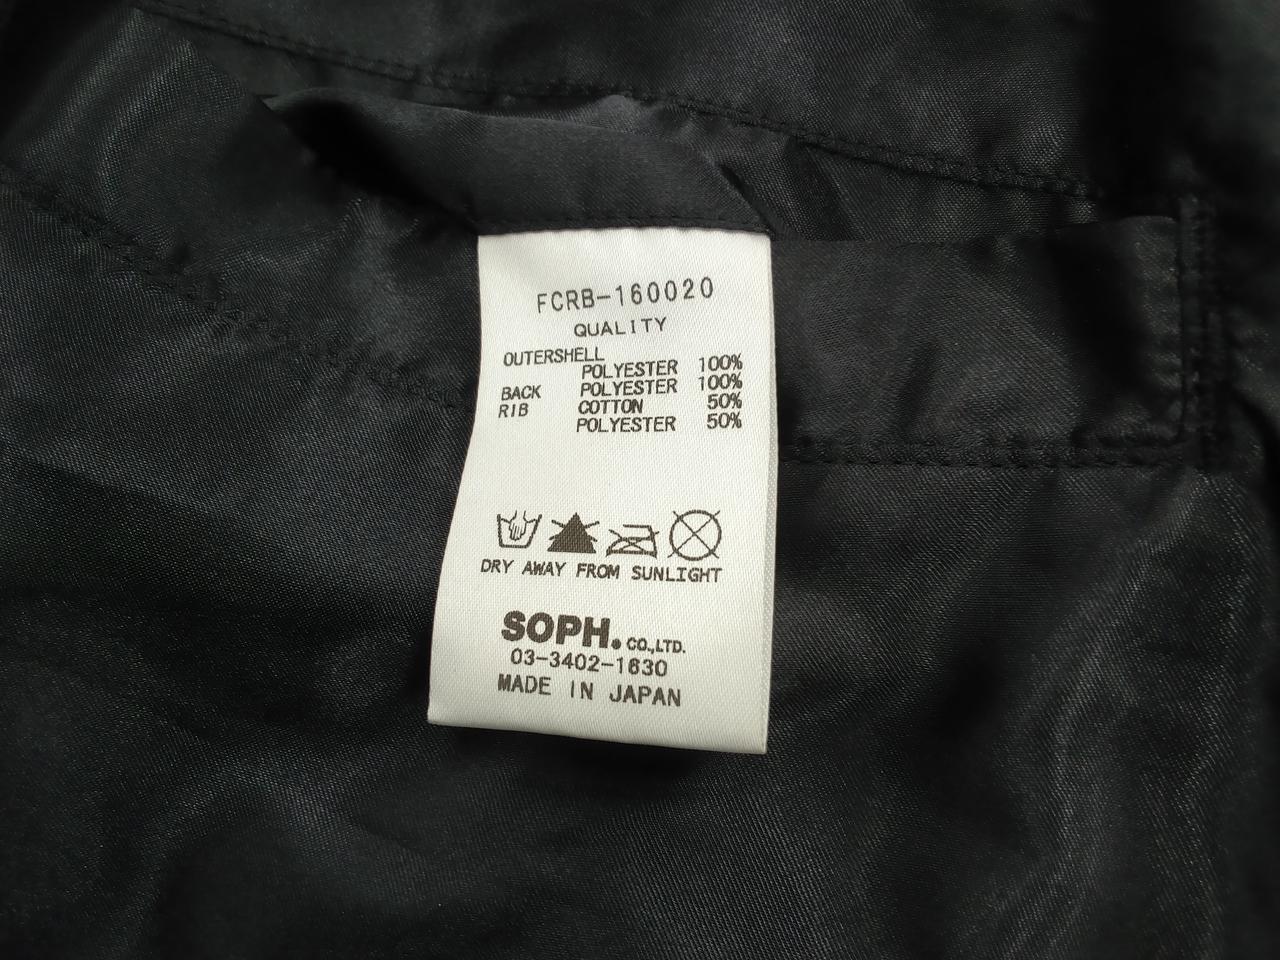 FCRB-160020
QUALITY
OUTERSHELL
POLYESTER 100%
BACK POLYESTER 100%
RIB COTTON 50%
POLYESTER 50%
DRY AWAY FROM SUNLIGHT
SOPH. CO.,LTD.
03-3402-1630
MADE IN JAPAN